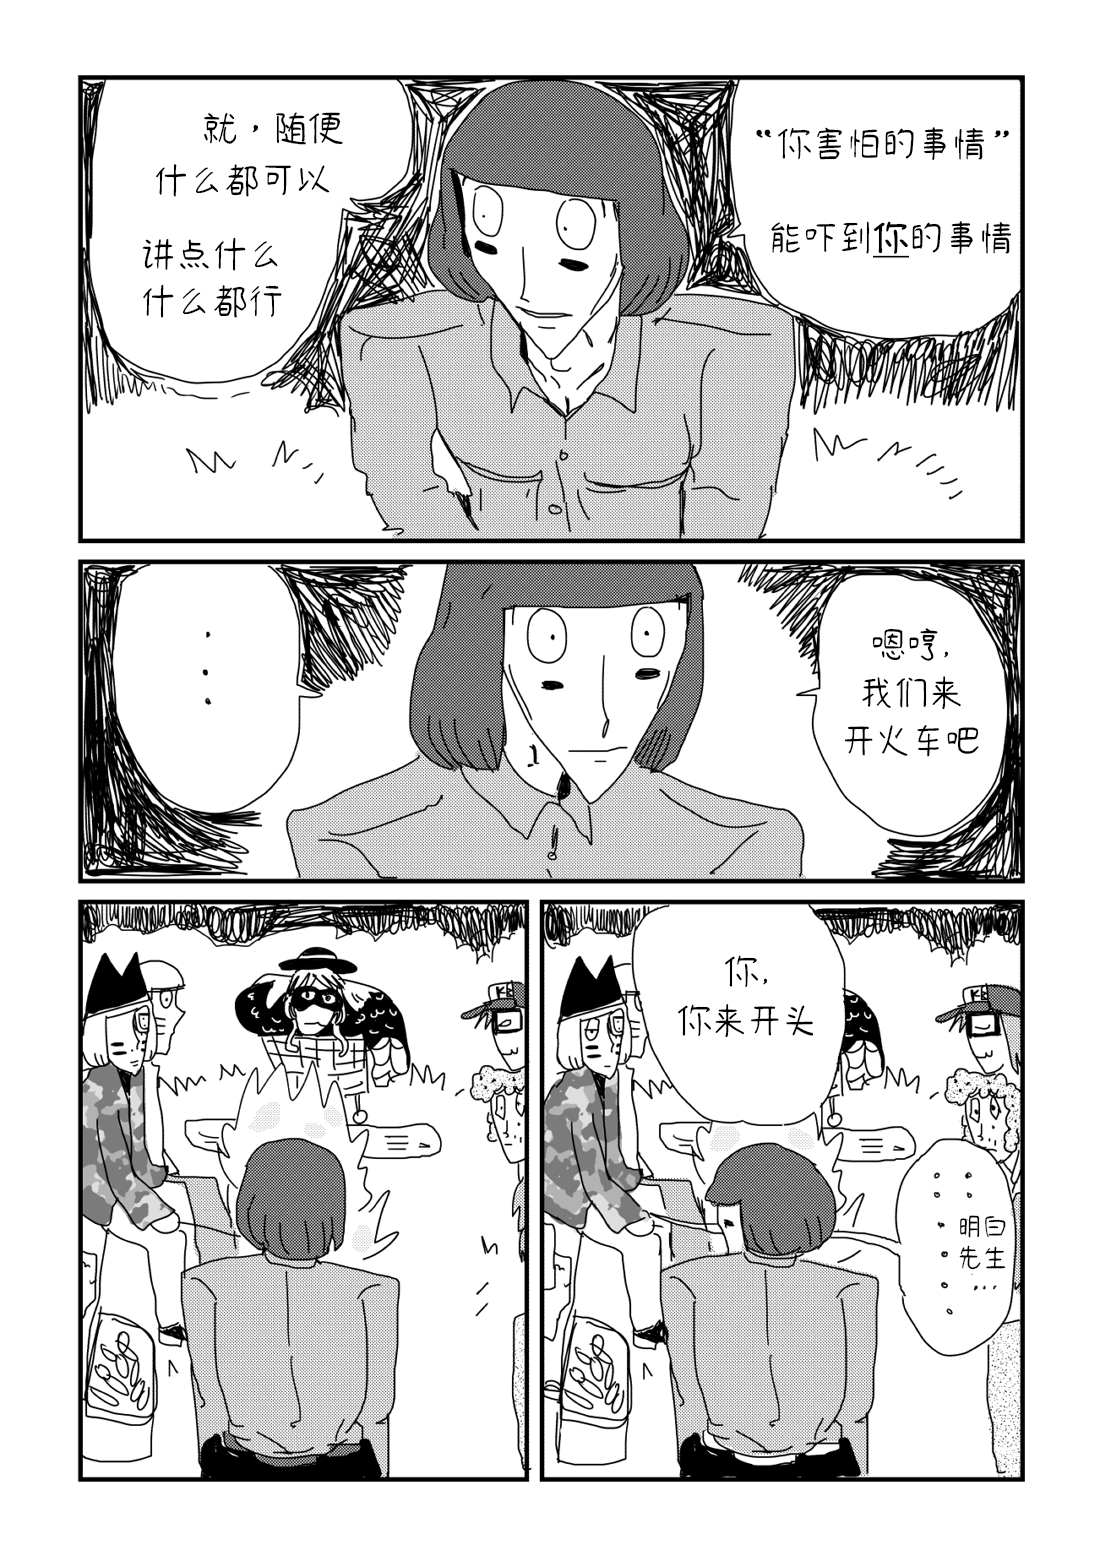 “你害怕的事情”
能吓到你的事情
就，随便
什么都可以
讲点什么
什么都行
嗯哼，
我们来
开火车吧
...
你，
你来开头
......
明白
先生
...